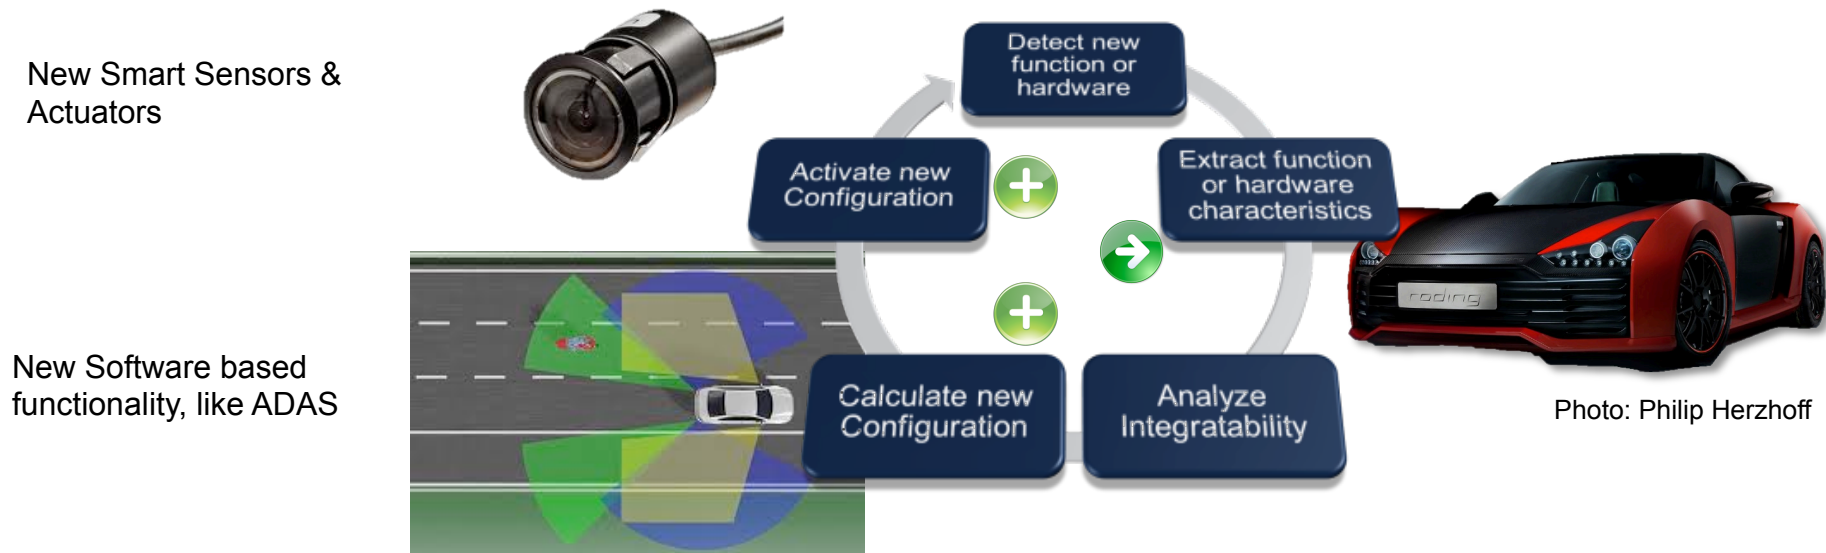 New Smart Sensors &
Actuators
Detect new
function or
hardware
Activate new
Configuration
Extract function
or hardware
characteristics
roding
New Software based
functionality, like ADAS
Calculate new
Configuration
Analyze
Integratability
Photo: Philip Herzhoff